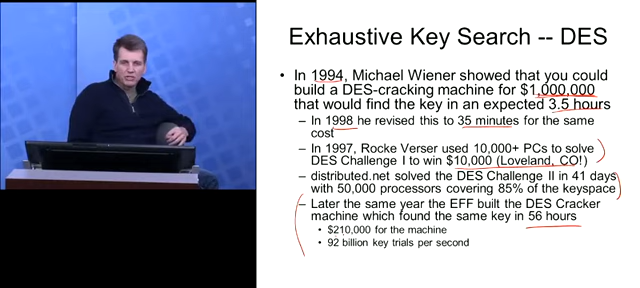 Exhaustive Key Search -- DES
• In 1994, Michael Wiener showed that you could
build a DES-cracking machine for $1,000,000
that would find the key in an expected 3.5 hours
– In 1998 he revised this to 35 minutes for the same
cost
– In 1997, Rocke Verser used 10,000+ PCs to solve
DES Challenge I to win $10,000 (Loveland, CO!)
– distributed.net solved the DES Challenge II in 41 days
with 50,000 processors covering 85% of the keyspace
– Later the same year the EFF built the DES Cracker
machine which found the same key in 56 hours
• $210,000 for the machine
• 92 billion key trials per second